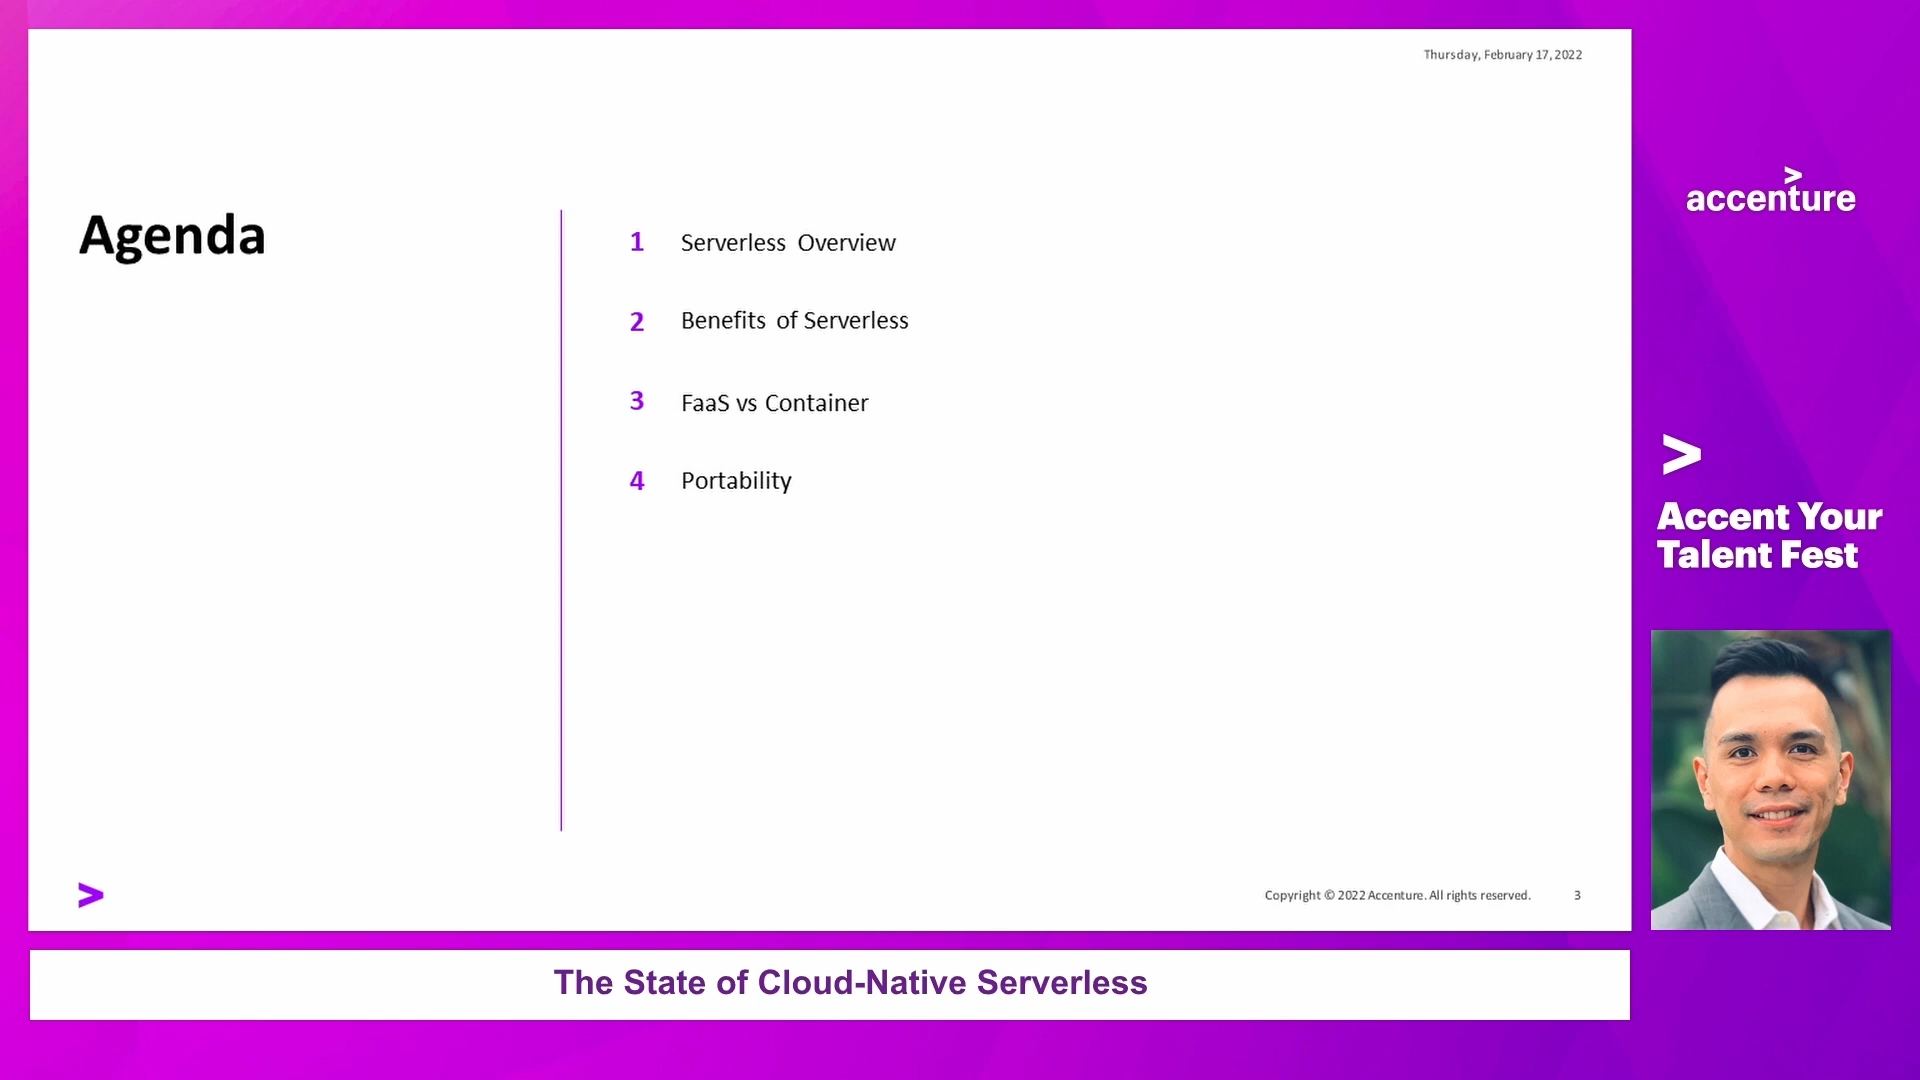 Thursday, February 17, 2022
Agenda
1 Serverless Overview
2 Benefits of Serverless
3 FaaS vs Container
4 Portability
>
Copyright © 2022 Accenture. All rights reserved. 3
accenture
>
Accent Your
Talent Fest
The State of Cloud-Native Serverless